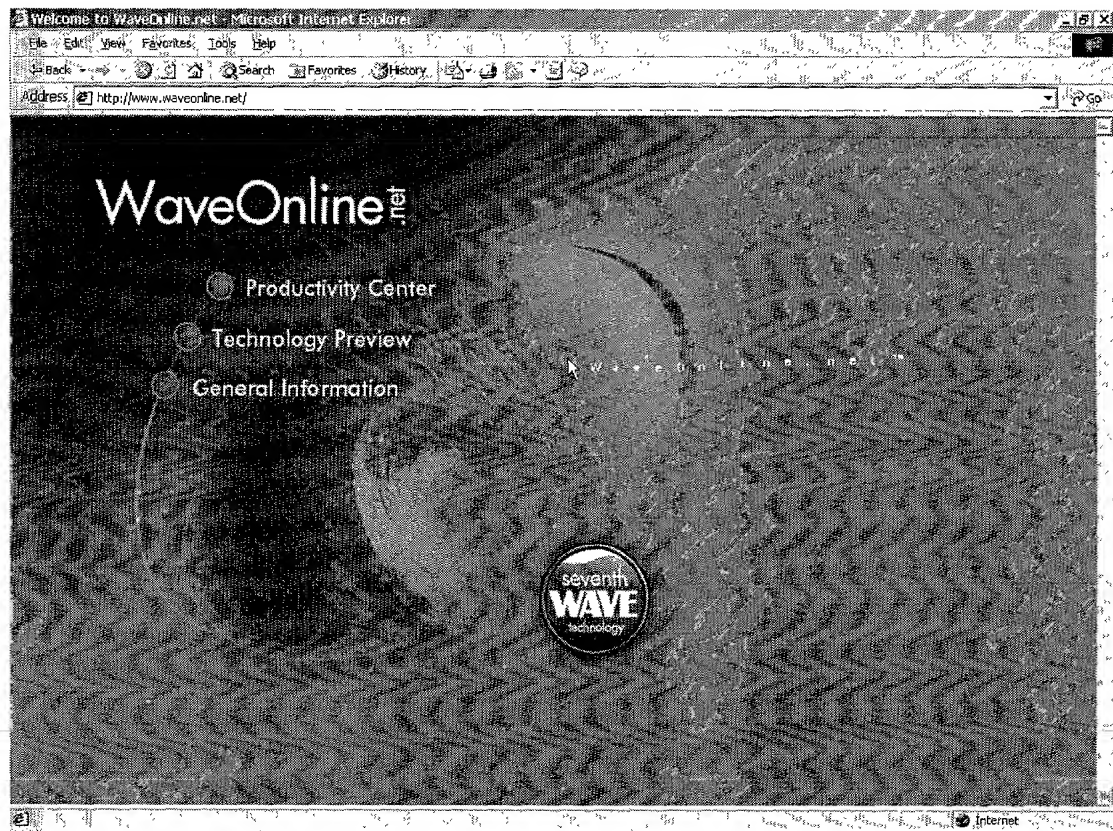 Welcome to WaveOnline.net - Microsoft Internet Explorer
File Edit View Favorites Tools Help
Back Search Favorites History
Address http://www.waveonline.net/ Go
WaveOnline.net
Productivity Center
Technology Preview
waveonline.net™
General Information
seventh
WAVE
technology
Internet